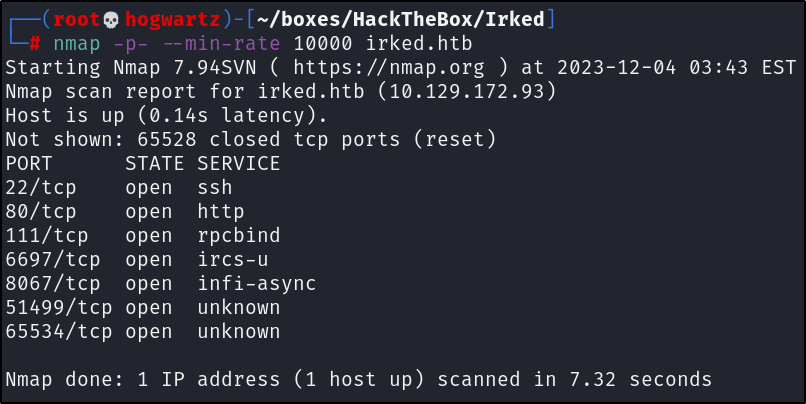 ┌──(root💀hogwartz)-[~/boxes/HackTheBox/Irked]
└─# nmap -p- --min-rate 10000 irked.htb
Starting Nmap 7.94SVN ( https://nmap.org ) at 2023-12-04 03:43 EST
Nmap scan report for irked.htb (10.129.172.93)
Host is up (0.14s latency).
Not shown: 65528 closed tcp ports (reset)
PORT      STATE SERVICE
22/tcp    open  ssh
80/tcp    open  http
111/tcp   open  rpcbind
6697/tcp  open  ircs-u
8067/tcp  open  infi-async
51499/tcp open  unknown
65534/tcp open  unknown
Nmap done: 1 IP address (1 host up) scanned in 7.32 seconds